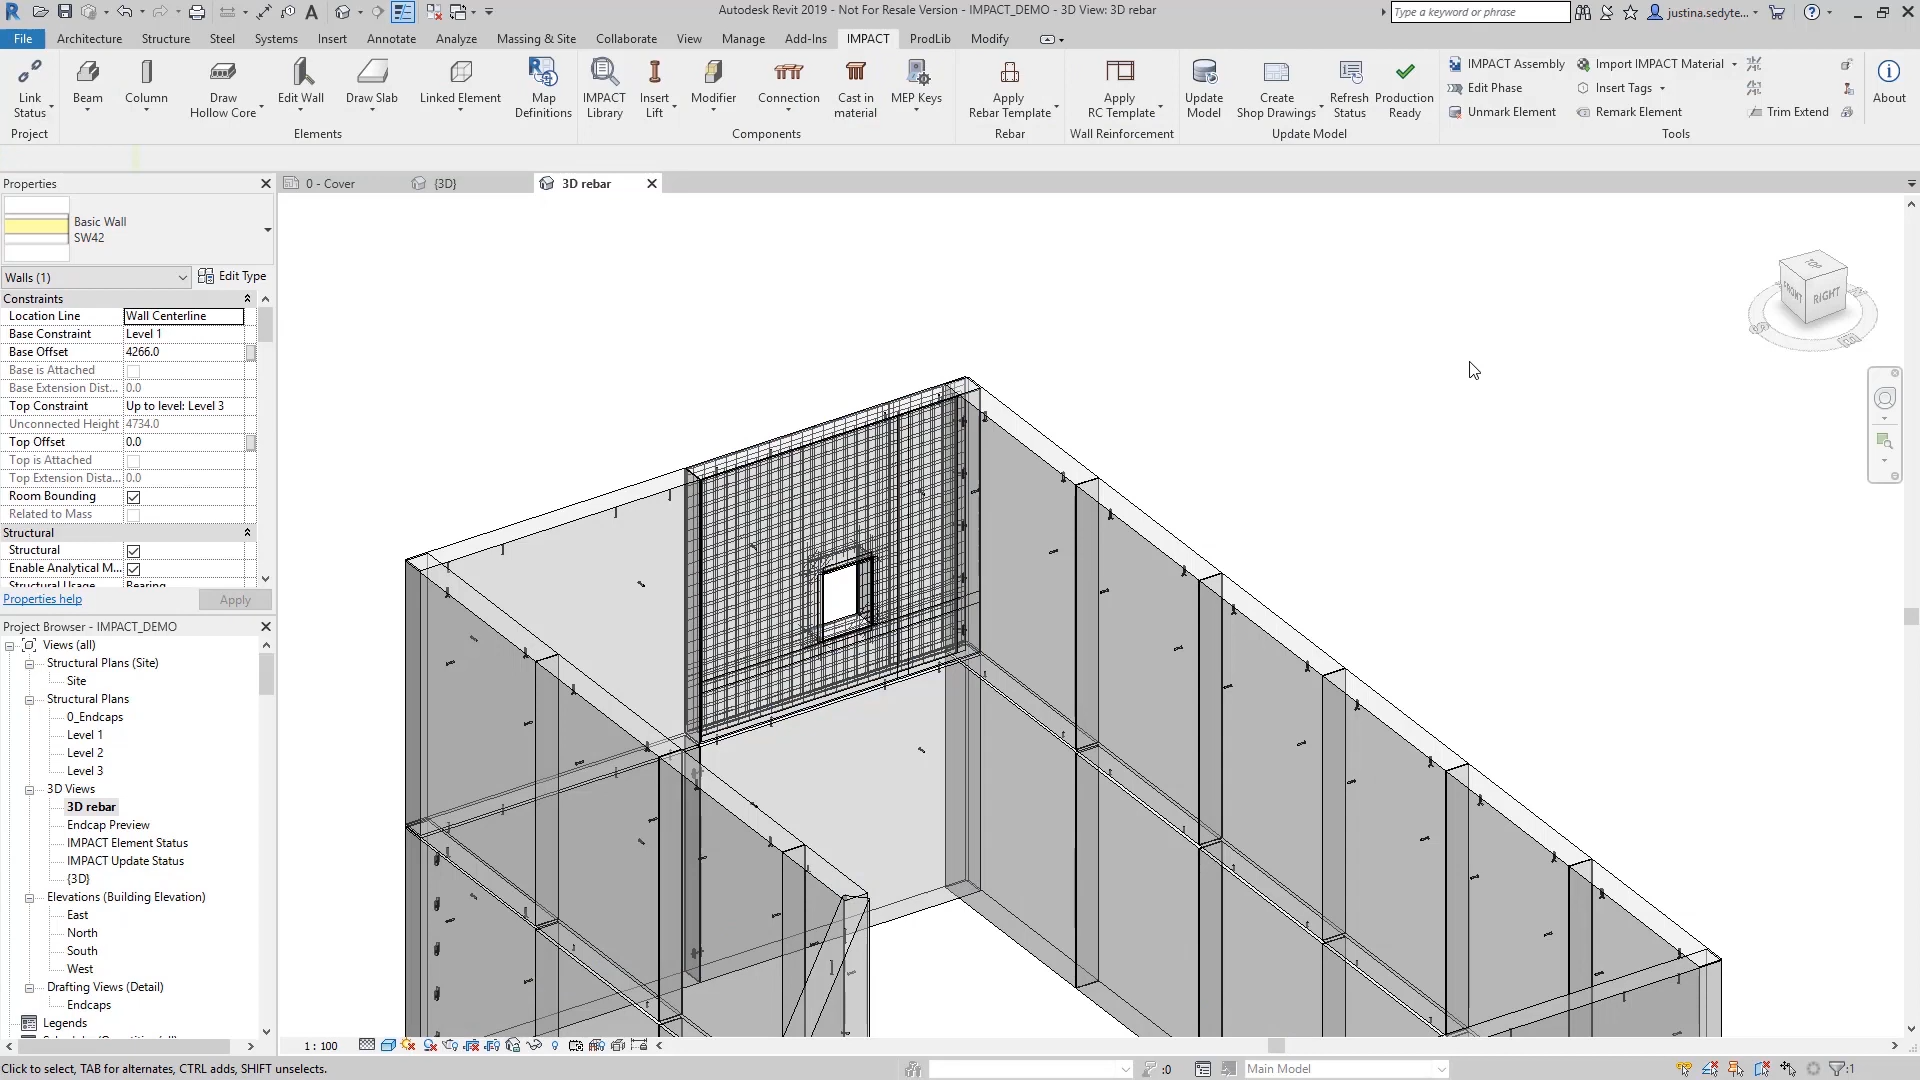 Autodesk Revit 2019 - Not For Resale Version - IMPACT_DEMO - 3D View: 3D rebar
Type a keyword or phrase
justina.sedyte...
File Architecture Structure Steel Systems Insert Annotate Analyze Massing & Site Collaborate View Manage Add-Ins IMPACT ProdLib Modify
Link Status
Beam
Column
Draw Hollow Core
Edit Wall
Draw Slab
Linked Element
Map Definitions
IMPACT Library
Insert Lift
Modifier
Connection
Cast in material
MEP Keys
Apply Rebar Template
Apply RC Template
Update Model
Create Shop Drawings
Refresh Status
Production Ready
IMPACT Assembly
Edit Phase
Unmark Element
Import IMPACT Material
Insert Tags
Remark Element
Trim Extend
About
Project Elements Components Rebar Wall Reinforcement Update Model Tools
Properties
0 - Cover
{3D}
3D rebar
Basic Wall
SW42
Walls (1)
Edit Type
Constraints
Location Line Wall Centerline
Base Constraint Level 1
Base Offset 4266.0
Base is Attached
Base Extension Dist... 0.0
Top Constraint Up to level: Level 3
Unconnected Height 4734.0
Top Offset 0.0
Top is Attached
Top Extension Dista... 0.0
Room Bounding
Related to Mass
Structural
Structural
Enable Analytical M...
Structural Usage Bearing
Properties help
Apply
Project Browser - IMPACT_DEMO
Views (all)
Structural Plans (Site)
Site
Structural Plans
0_Endcaps
Level 1
Level 2
Level 3
3D Views
3D rebar
Endcap Preview
IMPACT Element Status
IMPACT Update Status
{3D}
Elevations (Building Elevation)
East
North
South
West
Drafting Views (Detail)
Endcaps
Legends
TOP
FRONT
RIGHT
1 : 100
Click to select, TAB for alternates, CTRL adds, SHIFT unselects.
:0
Main Model
:1